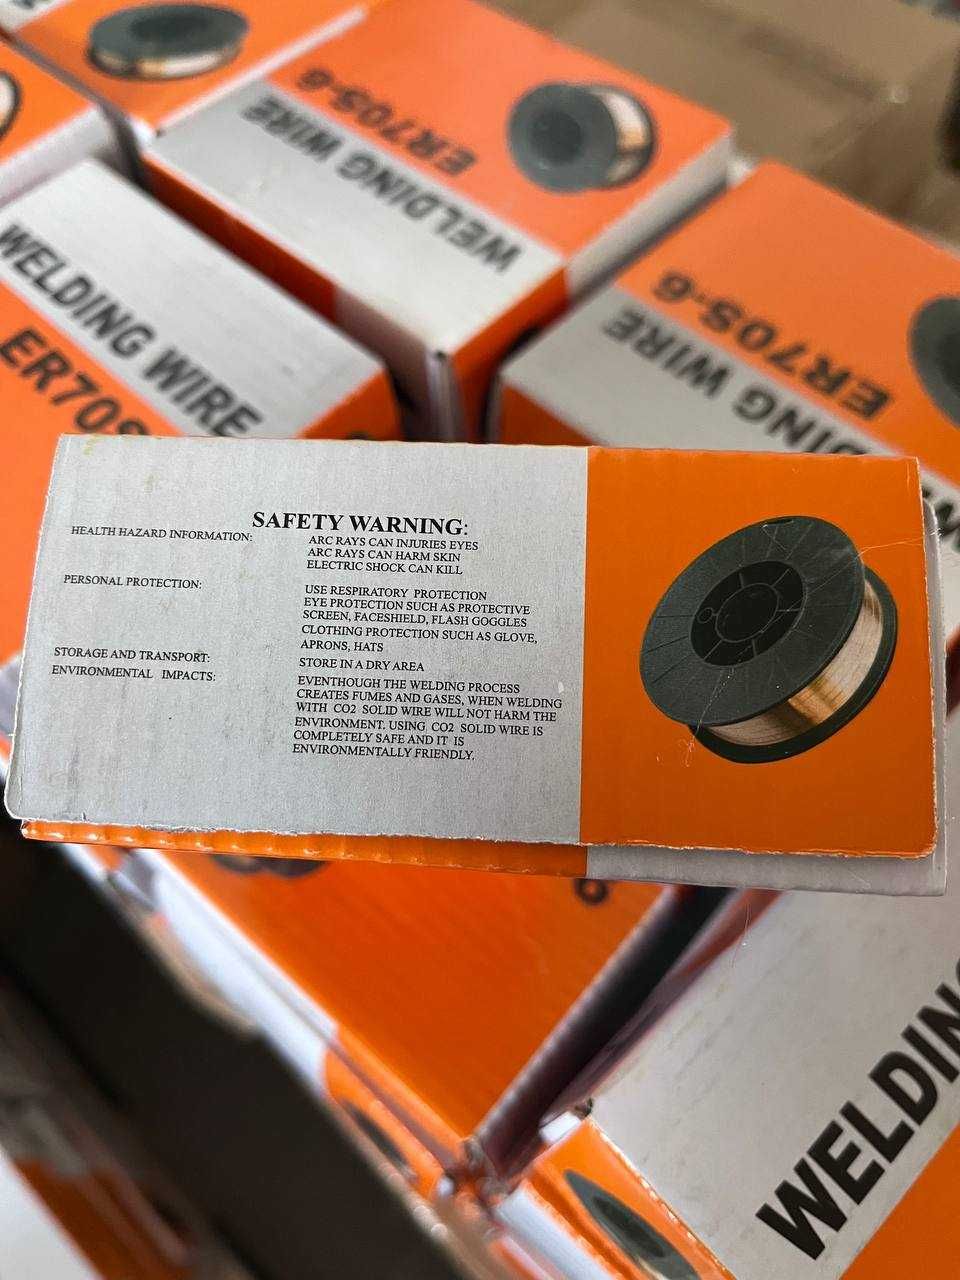 WELDING WIRE
ER70S-6
WELDING WIRE
ER70S
WIRE
ER70S-6
SAFETY WARNING:
HEALTH HAZARD INFORMATION:
ARC RAYS CAN INJURIES EYES
ARC RAYS CAN HARM SKIN
ELECTRIC SHOCK CAN KILL
PERSONAL PROTECTION:
USE RESPIRATORY PROTECTION
EYE PROTECTION SUCH AS PROTECTIVE
SCREEN, FACESHIELD, FLASH GOGGLES
CLOTHING PROTECTION SUCH AS GLOVE,
APRONS, HATS
STORAGE AND TRANSPORT:
STORE IN A DRY AREA
ENVIRONMENTAL IMPACTS:
EVENTHOUGH THE WELDING PROCESS
CREATES FUMES AND GASES, WHEN WELDING
WITH CO2 SOLID WIRE WILL NOT HARM THE
ENVIRONMENT. USING CO2 SOLID WIRE IS
COMPLETELY SAFE AND IT IS
ENVIRONMENTALLY FRIENDLY.
WELDING